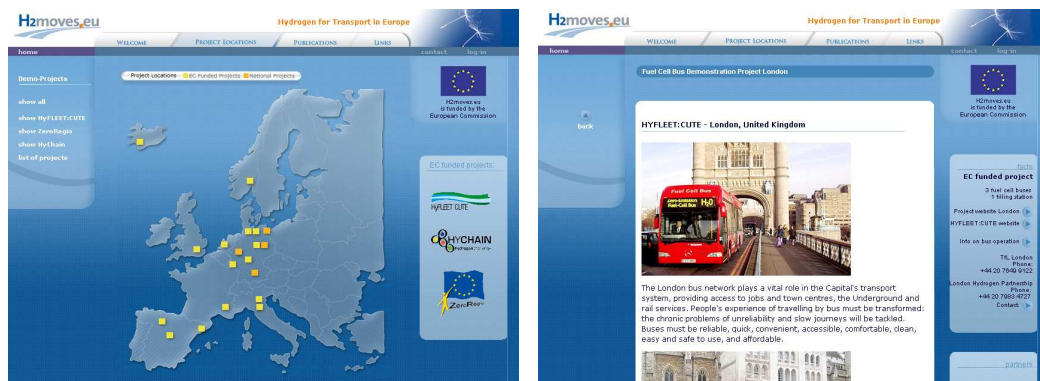 H2moves.eu
Hydrogen for Transport in Europe
WELCOME
PROJECT LOCATIONS
PUBLICATIONS
LINKS
home
contact
log-in
Demo-Projects
show all
show HyFLEET:CUTE
show ZeroRegio
show HyChain
list of projects
Project Locations
EC Funded Projects
National Projects
H2moves.eu
is funded by the
European Commission
EC funded projects:
HyFLEET CUTE
HYCHAIN
ZeroRegio
H2moves.eu
Hydrogen for Transport in Europe
WELCOME
PROJECT LOCATIONS
PUBLICATIONS
LINKS
home
contact
log-in
Fuel Cell Bus Demonstration Project London
back
HYFLEET:CUTE - London, United Kingdom
Fuel Cell Bus
Zero-Emission
Fuel-Cell Bus
H2O
The London bus network plays a vital role in the Capital's transport
system, providing access to jobs and town centres, the Underground and
rail services. People's experience of travelling by bus must be transformed:
the chronic problems of unreliability and slow journeys will be tackled.
Buses must be reliable, quick, convenient, accessible, comfortable, clean,
easy and safe to use, and affordable.
H2moves.eu
is funded by the
European Commission
facts
EC funded project
3 fuel cell buses
1 filling station
Project website London
HYFLEET:CUTE website
Info on bus operation
TfL London
Phone:
+44 20 7649 9122
London Hydrogen Partnership
Phone:
+44 20 7983 4727
Contact
partners